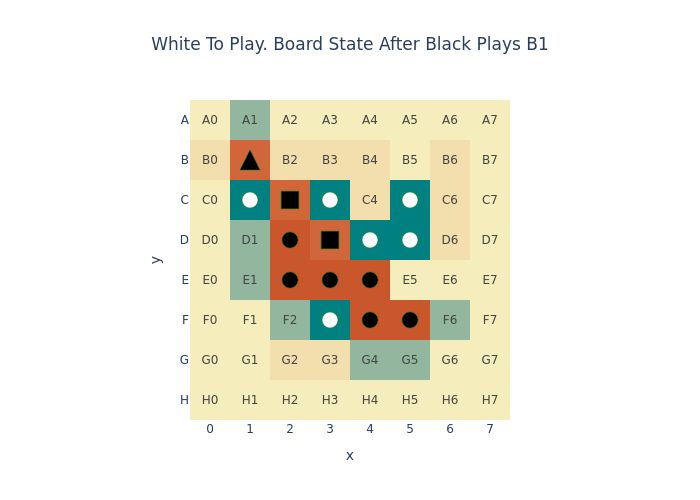 White To Play. Board State After Black Plays B1
A A0 A1 A2 A3 A4 A5 A6 A7
B B0 B2 B3 B4 B5 B6 B7
C C0 C4 C6 C7
D D0 D1 D6 D7
y
E E0 E1 E5 E6 E7
F F0 F1 F2 F6 F7
G G0 G1 G2 G3 G4 G5 G6 G7
H H0 H1 H2 H3 H4 H5 H6 H7
0 1 2 3 4 5 6 7
x